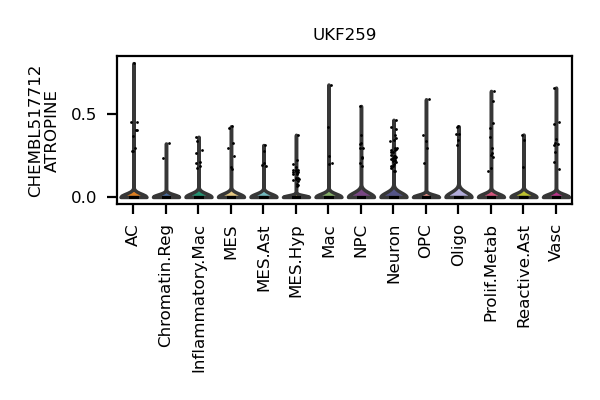 UKF259
CHEMBL517712
ATROPINE
0.5
0.0
AC
Chromatin.Reg
Inflammatory.Mac
MES
MES.Ast
MES.Hyp
Mac
NPC
Neuron
OPC
Oligo
Prolif.Metab
Reactive.Ast
Vasc